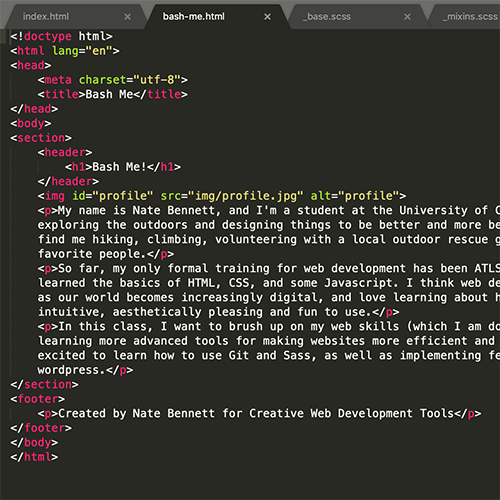 index.html bash-me.html _base.scss _mixins.scss
<!doctype html>
<html lang="en">
<head>
<meta charset="utf-8">
<title>Bash Me</title>
</head>
<body>
<section>
<header>
<h1>Bash Me!</h1>
</header>
<img id="profile" src="img/profile.jpg" alt="profile">
<p>My name is Nate Bennett, and I'm a student at the University of
exploring the outdoors and designing things to be better and more
find me hiking, climbing, volunteering with a local outdoor rescue
favorite people.</p>
<p>So far, my only formal training for web development has been ATLS
learned the basics of HTML, CSS, and some Javascript. I think web
as our world becomes increasingly digital, and love learning about
intuitive, aesthetically pleasing and fun to use.</p>
<p>In this class, I want to brush up on my web skills (which I am
learning more advanced tools for making websites more efficient and
excited to learn how to use Git and Sass, as well as implementing
wordpress.</p>
</section>
<footer>
<p>Created by Nate Bennett for Creative Web Development Tools</p>
</footer>
</body>
</html>